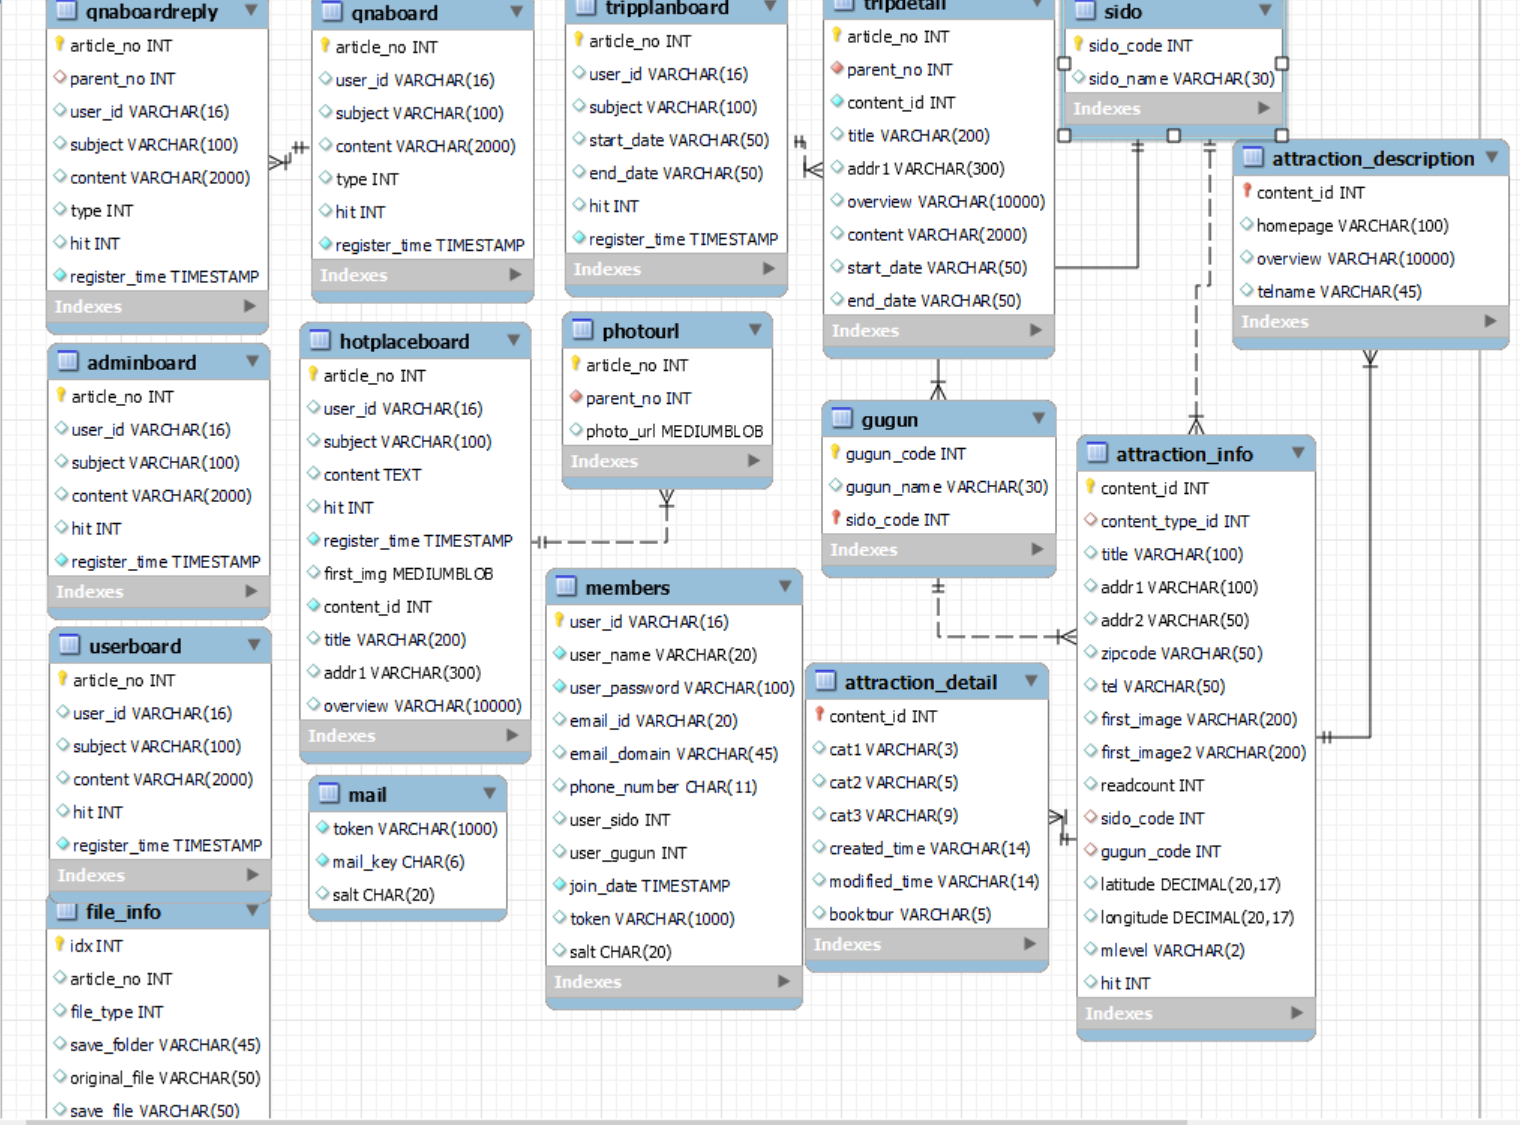 qnaboardreply
article_no INT
parent_no INT
user_id VARCHAR(16)
subject VARCHAR(100)
content VARCHAR(2000)
type INT
hit INT
register_time TIMESTAMP
Indexes
qnaboard
article_no INT
user_id VARCHAR(16)
subject VARCHAR(100)
content VARCHAR(2000)
type INT
hit INT
register_time TIMESTAMP
Indexes
tripplanboard
article_no INT
user_id VARCHAR(16)
subject VARCHAR(100)
start_date VARCHAR(50)
end_date VARCHAR(50)
hit INT
register_time TIMESTAMP
Indexes
tripdetail
article_no INT
parent_no INT
content_id INT
title VARCHAR(200)
addr1 VARCHAR(300)
overview VARCHAR(10000)
content VARCHAR(2000)
start_date VARCHAR(50)
end_date VARCHAR(50)
Indexes
sido
sido_code INT
sido_name VARCHAR(30)
Indexes
attraction_description
content_id INT
homepage VARCHAR(100)
overview VARCHAR(10000)
telname VARCHAR(45)
Indexes
adminboard
article_no INT
user_id VARCHAR(16)
subject VARCHAR(100)
content VARCHAR(2000)
hit INT
register_time TIMESTAMP
Indexes
hotplaceboard
article_no INT
user_id VARCHAR(16)
subject VARCHAR(100)
content TEXT
hit INT
register_time TIMESTAMP
first_img MEDIUMBLOB
content_id INT
title VARCHAR(200)
addr1 VARCHAR(300)
overview VARCHAR(10000)
Indexes
photourl
article_no INT
parent_no INT
photo_url MEDIUMBLOB
Indexes
gugun
gugun_code INT
gugun_name VARCHAR(30)
sido_code INT
Indexes
attraction_info
content_id INT
content_type_id INT
title VARCHAR(100)
addr1 VARCHAR(100)
addr2 VARCHAR(50)
zipcode VARCHAR(50)
tel VARCHAR(50)
first_image VARCHAR(200)
first_image2 VARCHAR(200)
readcount INT
sido_code INT
gugun_code INT
latitude DECIMAL(20,17)
longitude DECIMAL(20,17)
mlevel VARCHAR(2)
hit INT
Indexes
userboard
article_no INT
user_id VARCHAR(16)
subject VARCHAR(100)
content VARCHAR(2000)
hit INT
register_time TIMESTAMP
Indexes
members
user_id VARCHAR(16)
user_name VARCHAR(20)
user_password VARCHAR(100)
email_id VARCHAR(20)
email_domain VARCHAR(45)
phone_number CHAR(11)
user_sido INT
user_gugun INT
join_date TIMESTAMP
token VARCHAR(1000)
salt CHAR(20)
Indexes
attraction_detail
content_id INT
cat1 VARCHAR(3)
cat2 VARCHAR(5)
cat3 VARCHAR(9)
created_time VARCHAR(14)
modified_time VARCHAR(14)
booktour VARCHAR(5)
Indexes
mail
token VARCHAR(1000)
mail_key CHAR(6)
salt CHAR(20)
file_info
idx INT
article_no INT
file_type INT
save_folder VARCHAR(45)
original_file VARCHAR(50)
save_file VARCHAR(50)